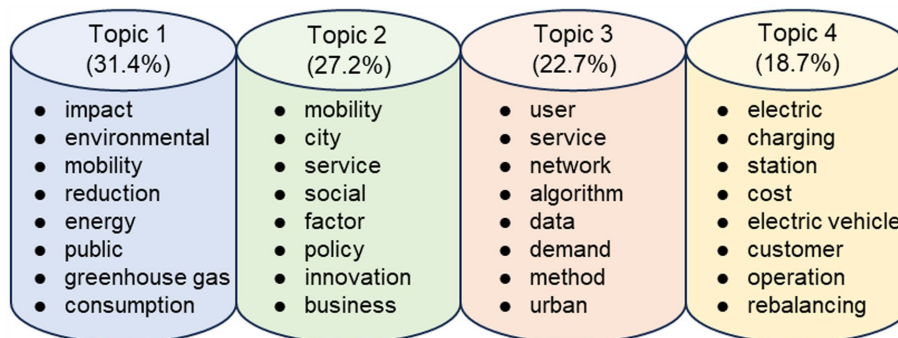 Topic 1
(31.4%)
● impact
● environmental
● mobility
● reduction
● energy
● public
● greenhouse gas
● consumption
Topic 2
(27.2%)
● mobility
● city
● service
● social
● factor
● policy
● innovation
● business
Topic 3
(22.7%)
● user
● service
● network
● algorithm
● data
● demand
● method
● urban
Topic 4
(18.7%)
● electric
● charging
● station
● cost
● electric vehicle
● customer
● operation
● rebalancing